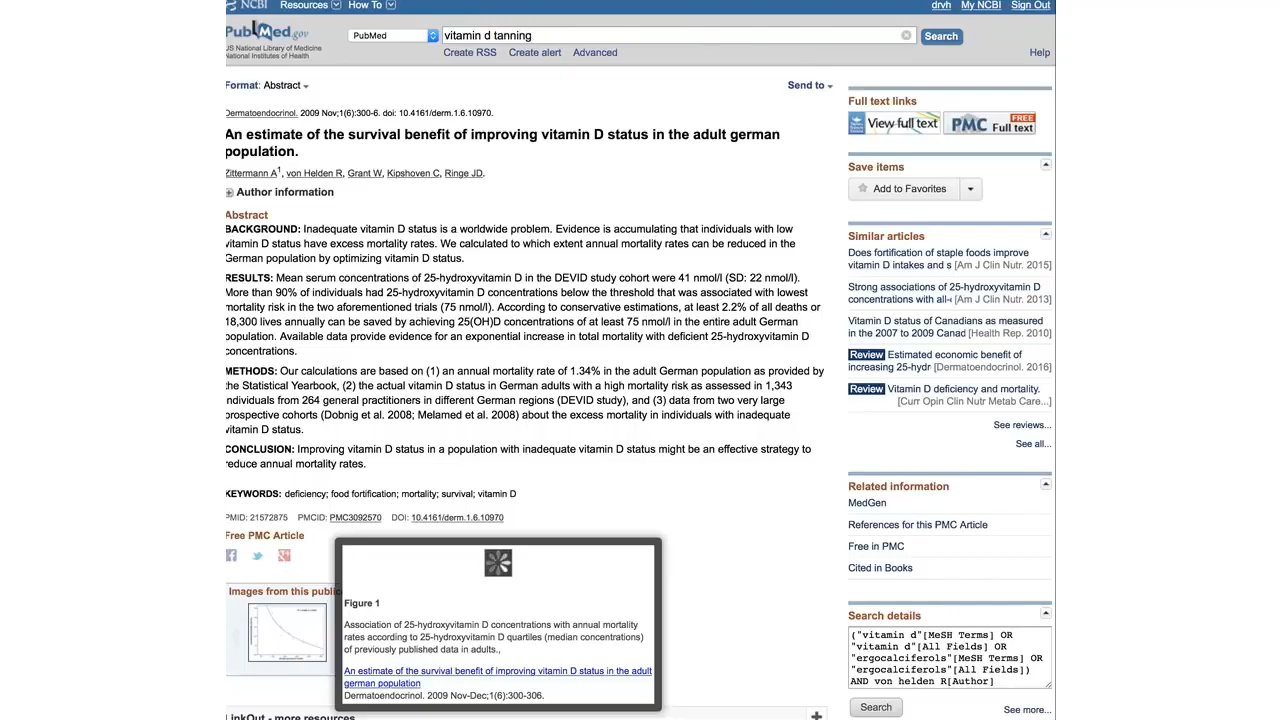 NCBI Resources How To drvh My NCBI Sign Out
PubMed.gov PubMed vitamin d tanning Search
US National Library of Medicine
National Institutes of Health
Create RSS Create alert Advanced Help
Format: Abstract Send to
Dermatoendocrinol. 2009 Nov;1(6):300-6. doi: 10.4161/derm.1.6.10970.
An estimate of the survival benefit of improving vitamin D status in the adult german
population.
Zittermann A1, von Helden R, Grant W, Kipshoven C, Ringe JD.
Author information
Abstract
BACKGROUND: Inadequate vitamin D status is a worldwide problem. Evidence is accumulating that individuals with low
vitamin D status have excess mortality rates. We calculated to which extent annual mortality rates can be reduced in the
German population by optimizing vitamin D status.
RESULTS: Mean serum concentrations of 25-hydroxyvitamin D in the DEVID study cohort were 41 nmol/l (SD: 22 nmol/l).
More than 90% of individuals had 25-hydroxyvitamin D concentrations below the threshold that was associated with lowest
mortality risk in the two aforementioned trials (75 nmol/l). According to conservative estimations, at least 2.2% of all deaths or
18,300 lives annually can be saved by achieving 25(OH)D concentrations of at least 75 nmol/l in the entire adult German
population. Available data provide evidence for an exponential increase in total mortality with deficient 25-hydroxyvitamin D
concentrations.
METHODS: Our calculations are based on (1) an annual mortality rate of 1.34% in the adult German population as provided by
the Statistical Yearbook, (2) the actual vitamin D status in German adults with a high mortality risk as assessed in 1,343
individuals from 264 general practitioners in different German regions (DEVID study), and (3) data from two very large
prospective cohorts (Dobnig et al. 2008; Melamed et al. 2008) about the excess mortality in individuals with inadequate
vitamin D status.
CONCLUSION: Improving vitamin D status in a population with inadequate vitamin D status might be an effective strategy to
reduce annual mortality rates.
KEYWORDS: deficiency; food fortification; mortality; survival; vitamin D
PMID: 21572875 PMCID: PMC3092570 DOI: 10.4161/derm.1.6.10970
Free PMC Article
Images from this public
Figure 1
Association of 25-hydroxyvitamin D concentrations with annual mortality
rates according to 25-hydroxyvitamin D quartiles (median concentrations)
of previously published data in adults.,
An estimate of the survival benefit of improving vitamin D status in the adult
german population
Dermatoendocrinol. 2009 Nov-Dec;1(6):300-306.
LinkOut - more resources
Full text links
View full text PMC FREE Full text
Save items
Add to Favorites
Similar articles
Does fortification of staple foods improve
vitamin D intakes and s [Am J Clin Nutr. 2015]
Strong associations of 25-hydroxyvitamin D
concentrations with all- [Am J Clin Nutr. 2013]
Vitamin D status of Canadians as measured
in the 2007 to 2009 Canad [Health Rep. 2010]
Review Estimated economic benefit of
increasing 25-hydr [Dermatoendocrinol. 2016]
Review Vitamin D deficiency and mortality.
[Curr Opin Clin Nutr Metab Care...]
See reviews...
See all...
Related information
MedGen
References for this PMC Article
Free in PMC
Cited in Books
Search details
("vitamin d"[MeSH Terms] OR
"vitamin d"[All Fields] OR
"ergocalciferols"[MeSH Terms] OR
"ergocalciferols"[All Fields])
AND von helden R[Author]
Search See more...